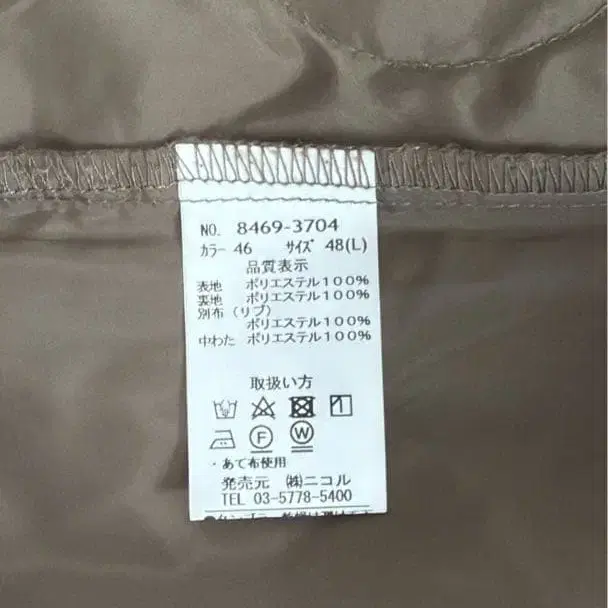 NO. 8469-3704
カラー 46 サイズ 48(L)
品質表示
表地 ポリエステル100%
裏地 ポリエステル100%
別布(リブ)
ポリエステル100%
中わた ポリエステル100%
取扱い方
F W
・あて布使用
発売元 ㈱ニコル
TEL 03-5778-5400